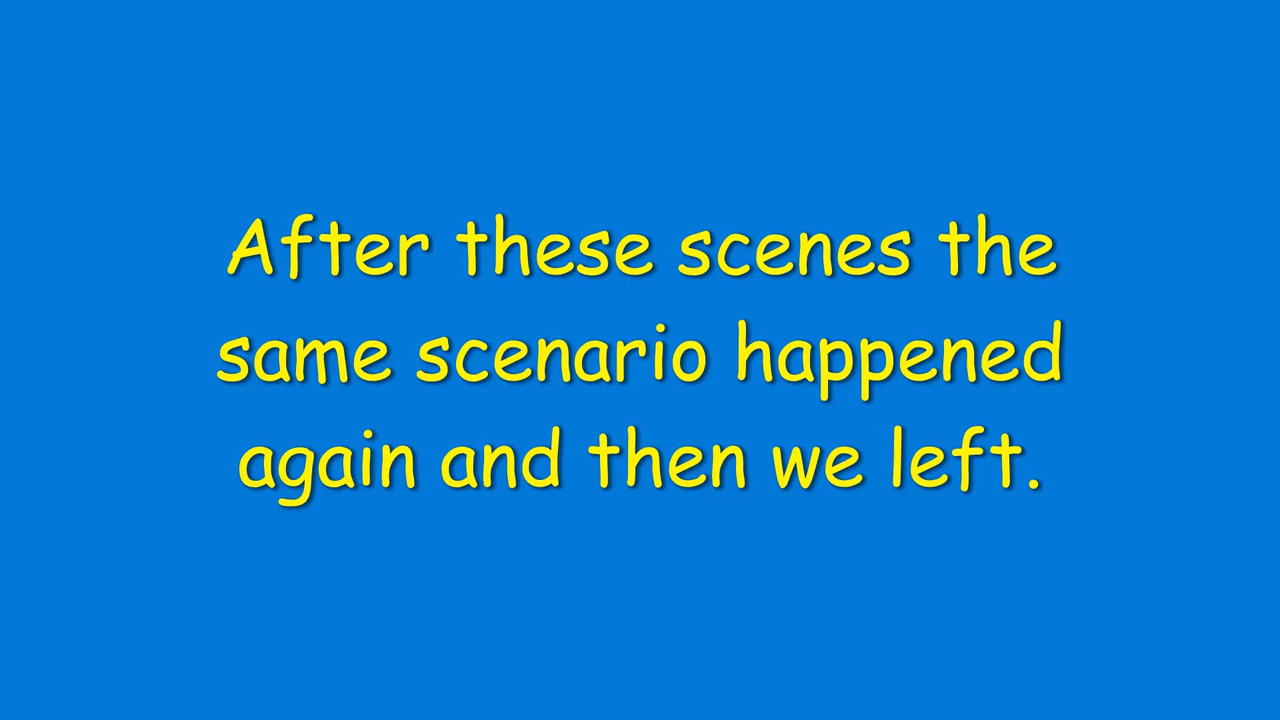 After these scenes the
same scenario happened
again and then we left.